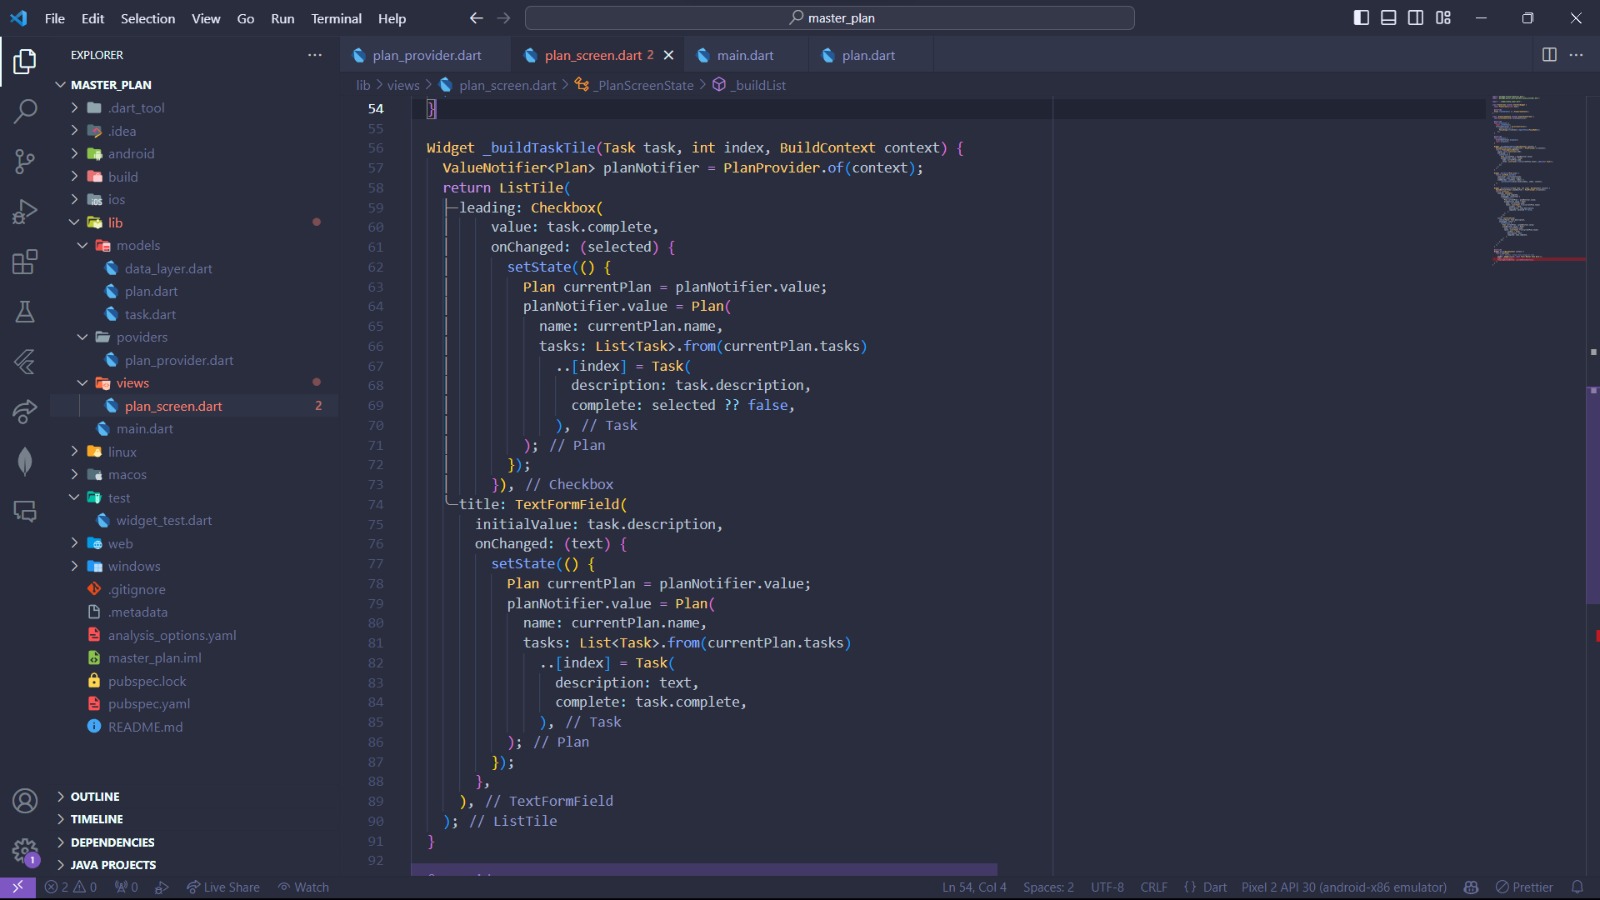 File Edit Selection View Go Run Terminal Help
master_plan
EXPLORER
MASTER_PLAN
.dart_tool
.idea
android
build
ios
lib
models
data_layer.dart
plan.dart
task.dart
poviders
plan_provider.dart
views
plan_screen.dart 2
main.dart
linux
macos
test
widget_test.dart
web
windows
.gitignore
.metadata
analysis_options.yaml
master_plan.iml
pubspec.lock
pubspec.yaml
README.md
OUTLINE
TIMELINE
DEPENDENCIES
JAVA PROJECTS
plan_provider.dart plan_screen.dart 2 main.dart plan.dart
lib > views > plan_screen.dart > _PlanScreenState > _buildList
54 }
55
56 Widget _buildTaskTile(Task task, int index, BuildContext context) {
57 ValueNotifier<Plan> planNotifier = PlanProvider.of(context);
58 return ListTile(
59 leading: Checkbox(
60 value: task.complete,
61 onChanged: (selected) {
62 setState(() {
63 Plan currentPlan = planNotifier.value;
64 planNotifier.value = Plan(
65 name: currentPlan.name,
66 tasks: List<Task>.from(currentPlan.tasks)
67 ..[index] = Task(
68 description: task.description,
69 complete: selected ?? false,
70 ), // Task
71 ); // Plan
72 });
73 }), // Checkbox
74 title: TextFormField(
75 initialValue: task.description,
76 onChanged: (text) {
77 setState(() {
78 Plan currentPlan = planNotifier.value;
79 planNotifier.value = Plan(
80 name: currentPlan.name,
81 tasks: List<Task>.from(currentPlan.tasks)
82 ..[index] = Task(
83 description: text,
84 complete: task.complete,
85 ), // Task
86 ); // Plan
87 });
88 },
89 ), // TextFormField
90 ); // ListTile
91 }
92
1
2 0 0 Live Share Watch Ln 54, Col 4 Spaces: 2 UTF-8 CRLF {} Dart Pixel 2 API 30 (android-x86 emulator) Prettier